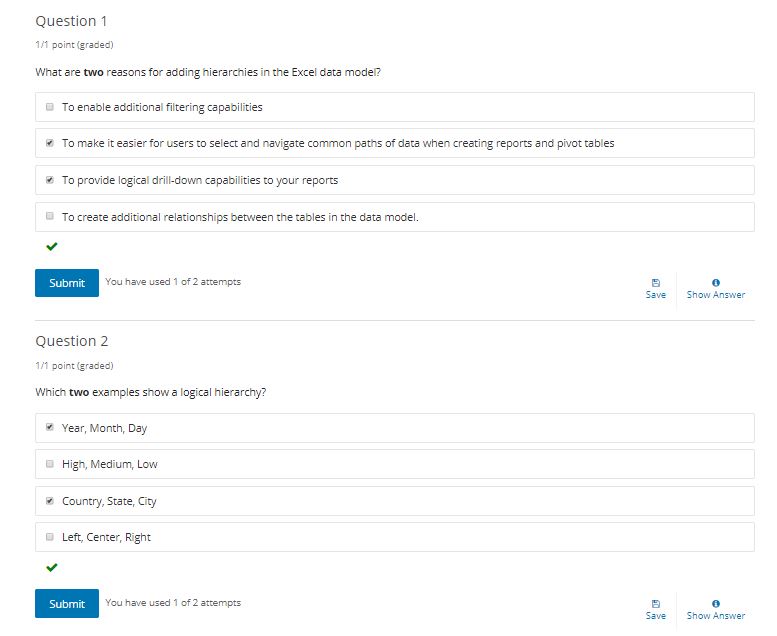 Question 1
1/1 point (graded)
What are two reasons for adding hierarchies in the Excel data model?
To enable additional filtering capabilities
To make it easier for users to select and navigate common paths of data when creating reports and pivot tables
To provide logical drill-down capabilities to your reports
To create additional relationships between the tables in the data model.
Submit You have used 1 of 2 attempts
Save Show Answer
Question 2
1/1 point (graded)
Which two examples show a logical hierarchy?
Year, Month, Day
High, Medium, Low
Country, State, City
Left, Center, Right
Submit You have used 1 of 2 attempts
Save Show Answer